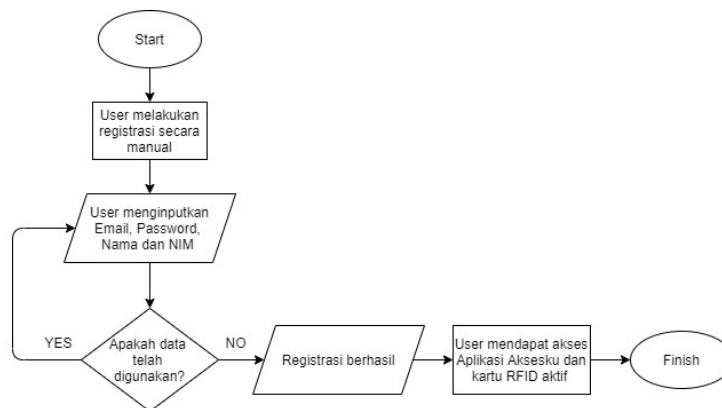 Start
User melakukan
registrasi secara
manual
User menginputkan
Email, Password,
Nama dan NIM
YES
Apakah data
telah
digunakan?
NO
Registrasi berhasil
User mendapat akses
Aplikasi Aksesku dan
kartu RFID aktif
Finish